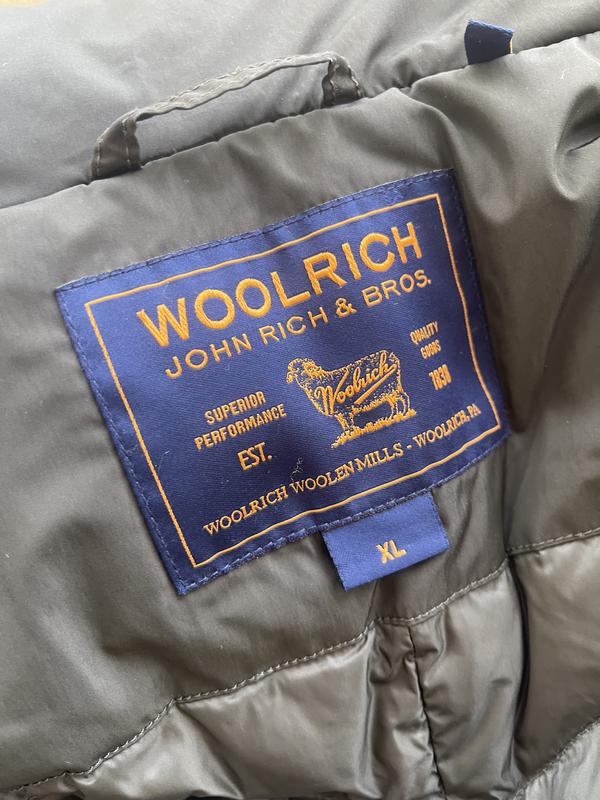 WOOLRICH
JOHN RICH & BROS.
QUALITY
GOODS
SUPERIOR
PERFORMANCE
Woolrich
EST.
1830
WOOLRICH WOOLEN MILLS - WOOLRICH, PA
XL